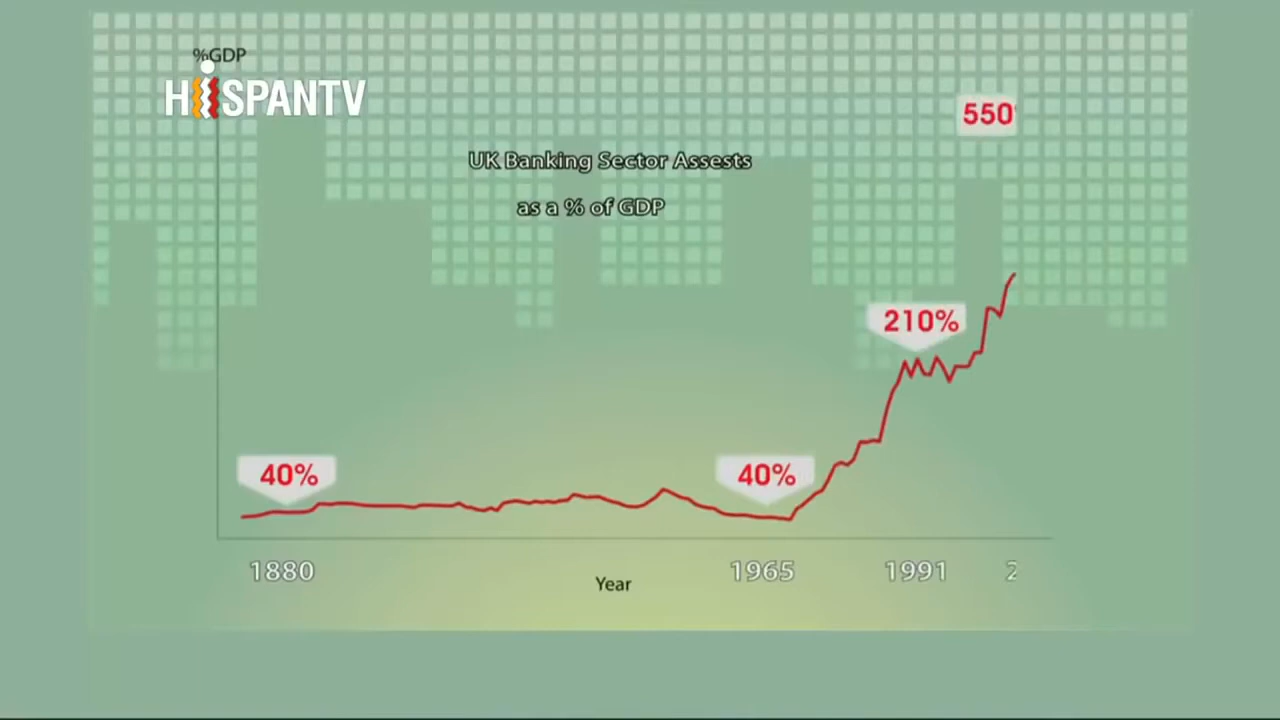 %GDP
HiSPANTV
550
UK Banking Sector Assests
as a % of GDP
210%
40%
40%
1880
1965
1991
2
Year